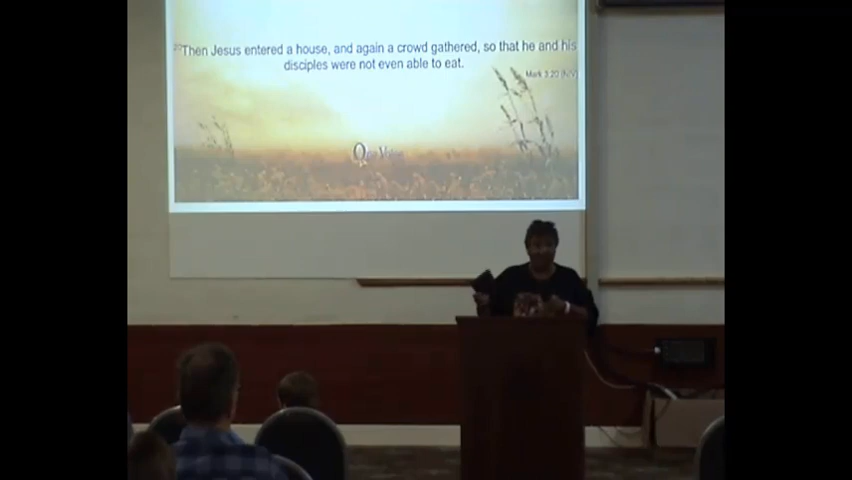 20Then Jesus entered a house, and again a crowd gathered, so that he and his
disciples were not even able to eat.
Mark 3:20 (NIV)